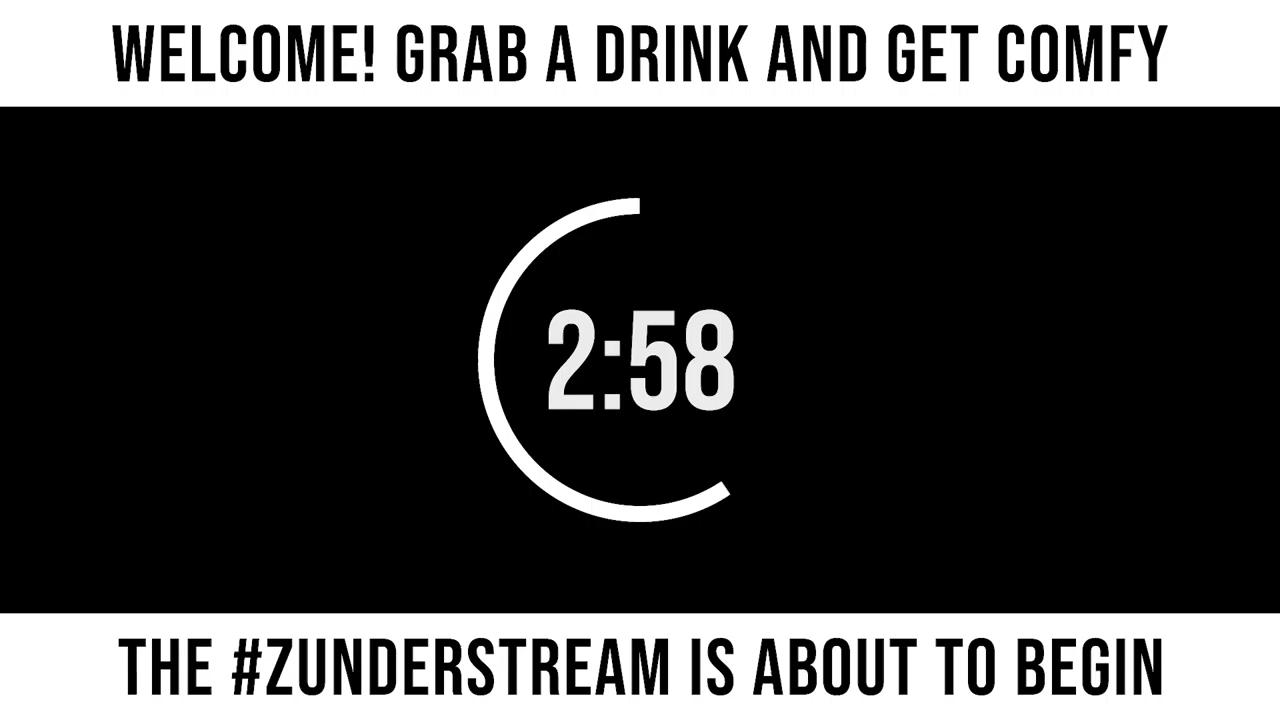 WELCOME! GRAB A DRINK AND GET COMFY
2:58
THE #ZUNDERSTREAM IS ABOUT TO BEGIN